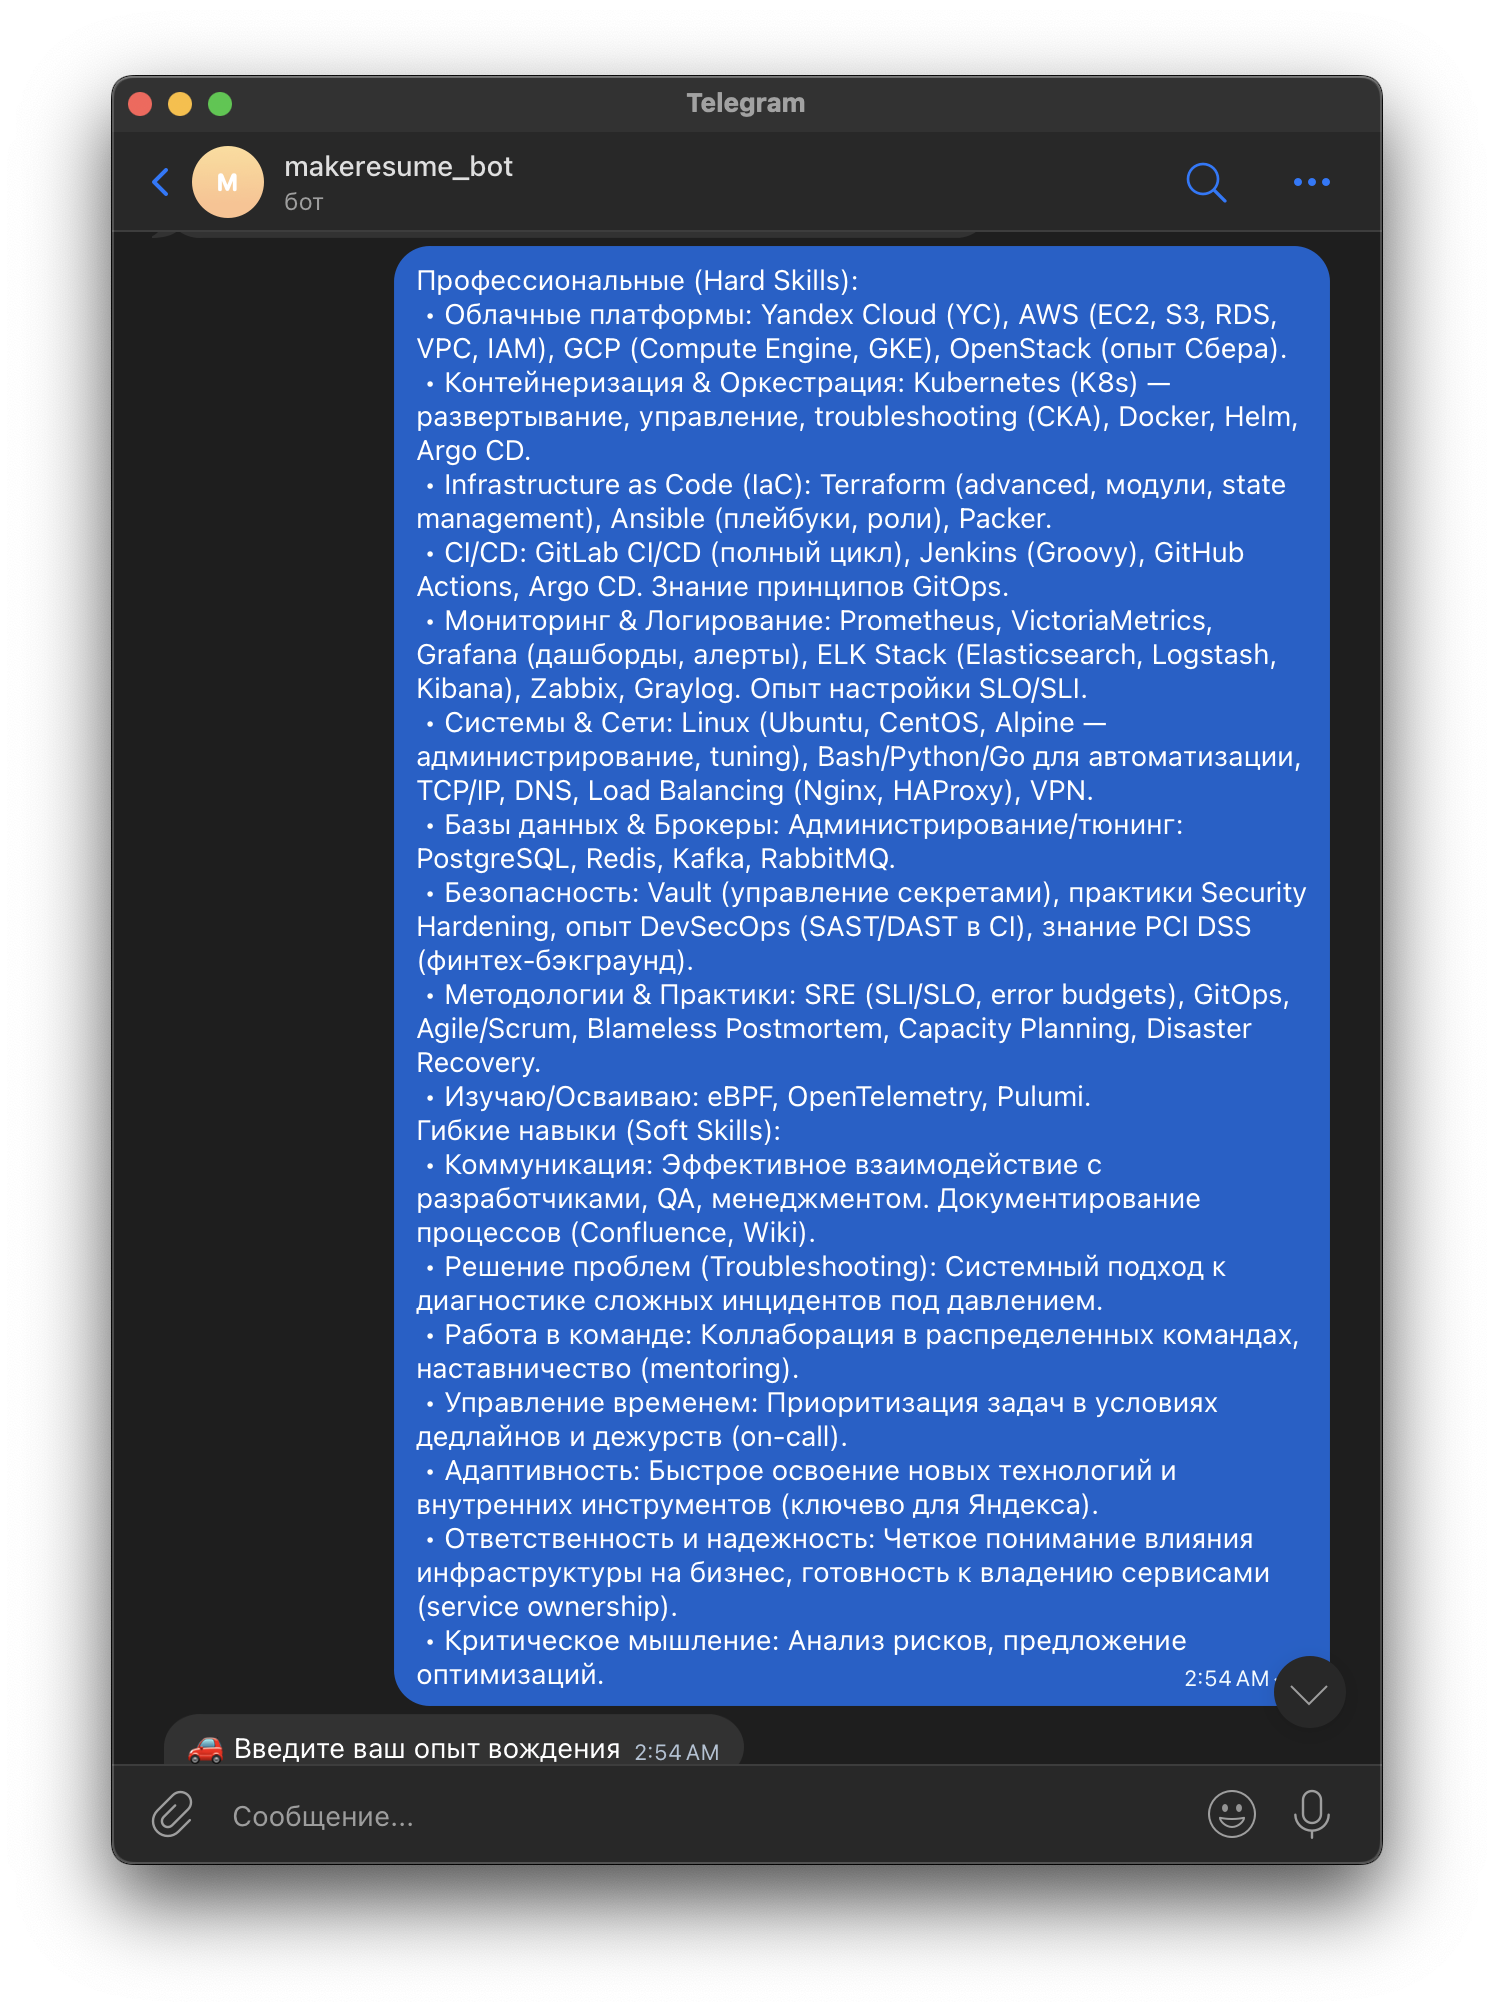 Telegram
M
makeresume_bot
бот
Профессиональные (Hard Skills):
• Облачные платформы: Yandex Cloud (YC), AWS (EC2, S3, RDS,
VPC, IAM), GCP (Compute Engine, GKE), OpenStack (опыт Сбера).
• Контейнеризация & Оркестрация: Kubernetes (K8s) —
развертывание, управление, troubleshooting (CKA), Docker, Helm,
Argo CD.
• Infrastructure as Code (IaC): Terraform (advanced, модули, state
management), Ansible (плейбуки, роли), Packer.
• CI/CD: GitLab CI/CD (полный цикл), Jenkins (Groovy), GitHub
Actions, Argo CD. Знание принципов GitOps.
• Мониторинг & Логирование: Prometheus, VictoriaMetrics,
Grafana (дашборды, алерты), ELK Stack (Elasticsearch, Logstash,
Kibana), Zabbix, Graylog. Опыт настройки SLO/SLI.
• Системы & Сети: Linux (Ubuntu, CentOS, Alpine —
администрирование, tuning), Bash/Python/Go для автоматизации,
TCP/IP, DNS, Load Balancing (Nginx, HAProxy), VPN.
• Базы данных & Брокеры: Администрирование/тюнинг:
PostgreSQL, Redis, Kafka, RabbitMQ.
• Безопасность: Vault (управление секретами), практики Security
Hardening, опыт DevSecOps (SAST/DAST в CI), знание PCI DSS
(финтех-бэкграунд).
• Методологии & Практики: SRE (SLI/SLO, error budgets), GitOps,
Agile/Scrum, Blameless Postmortem, Capacity Planning, Disaster
Recovery.
• Изучаю/Осваиваю: eBPF, OpenTelemetry, Pulumi.
Гибкие навыки (Soft Skills):
• Коммуникация: Эффективное взаимодействие с
разработчиками, QA, менеджментом. Документирование
процессов (Confluence, Wiki).
• Решение проблем (Troubleshooting): Системный подход к
диагностике сложных инцидентов под давлением.
• Работа в команде: Коллаборация в распределенных командах,
наставничество (mentoring).
• Управление временем: Приоритизация задач в условиях
дедлайнов и дежурств (on-call).
• Адаптивность: Быстрое освоение новых технологий и
внутренних инструментов (ключево для Яндекса).
• Ответственность и надежность: Четкое понимание влияния
инфраструктуры на бизнес, готовность к владению сервисами
(service ownership).
• Критическое мышление: Анализ рисков, предложение
оптимизаций.
2:54 AM
🚗 Введите ваш опыт вождения 2:54 AM
Сообщение...